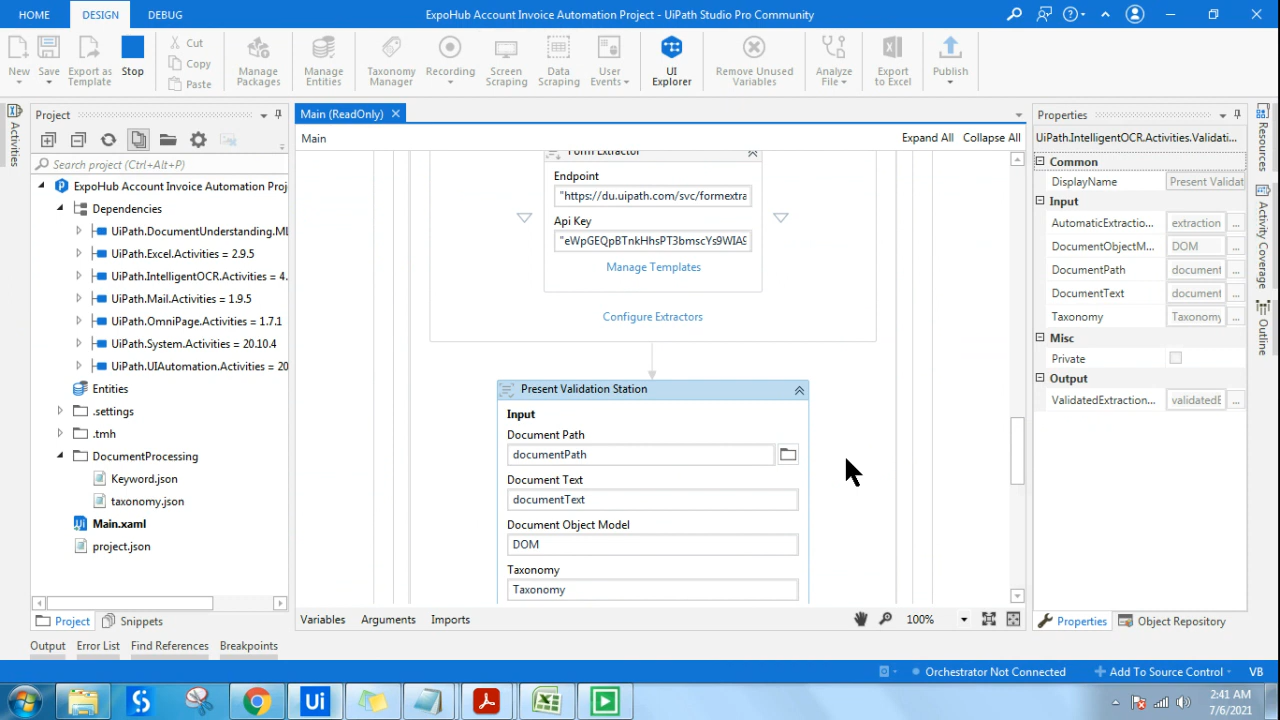 HOME
DESIGN
DEBUG
ExpoHub Account Invoice Automation Project - UiPath Studio Pro Community
New
Save
Export as Template
Stop
Cut
Copy
Paste
Manage Packages
Manage Entities
Taxonomy Manager
Recording
Screen Scraping
Data Scraping
User Events
UI Explorer
Remove Unused Variables
Analyze File
Export to Excel
Publish
Activities
Project
Search project (Ctrl+Alt+P)
ExpoHub Account Invoice Automation Proj
Dependencies
UiPath.DocumentUnderstanding.ML
UiPath.Excel.Activities = 2.9.5
UiPath.IntelligentOCR.Activities = 4.
UiPath.Mail.Activities = 1.9.5
UiPath.OmniPage.Activities = 1.7.1
UiPath.System.Activities = 20.10.4
UiPath.UIAutomation.Activities = 20
Entities
.settings
.tmh
DocumentProcessing
Keyword.json
taxonomy.json
Main.xaml
project.json
Project
Snippets
Output
Error List
Find References
Breakpoints
Main (ReadOnly)
Main
Expand All
Collapse All
Form Extractor
Endpoint
"https://du.uipath.com/svc/formextra
Api Key
"eWpGEQpBTnkHhsPT3bmscYs9WIAS
Manage Templates
Configure Extractors
Present Validation Station
Input
Document Path
documentPath
Document Text
documentText
Document Object Model
DOM
Taxonomy
Taxonomy
Variables
Arguments
Imports
100%
Properties
UiPath.IntelligentOCR.Activities.Validati...
Common
DisplayName
Present Validat
Input
AutomaticExtractio...
extraction
...
DocumentObjectM...
DOM
...
DocumentPath
document
...
DocumentText
document
...
Taxonomy
Taxonomy
...
Misc
Private
Output
ValidatedExtraction...
validatedE
...
Properties
Object Repository
Resources
Activity Coverage
Outline
Orchestrator Not Connected
Add To Source Control
VB
2:41 AM
7/6/2021